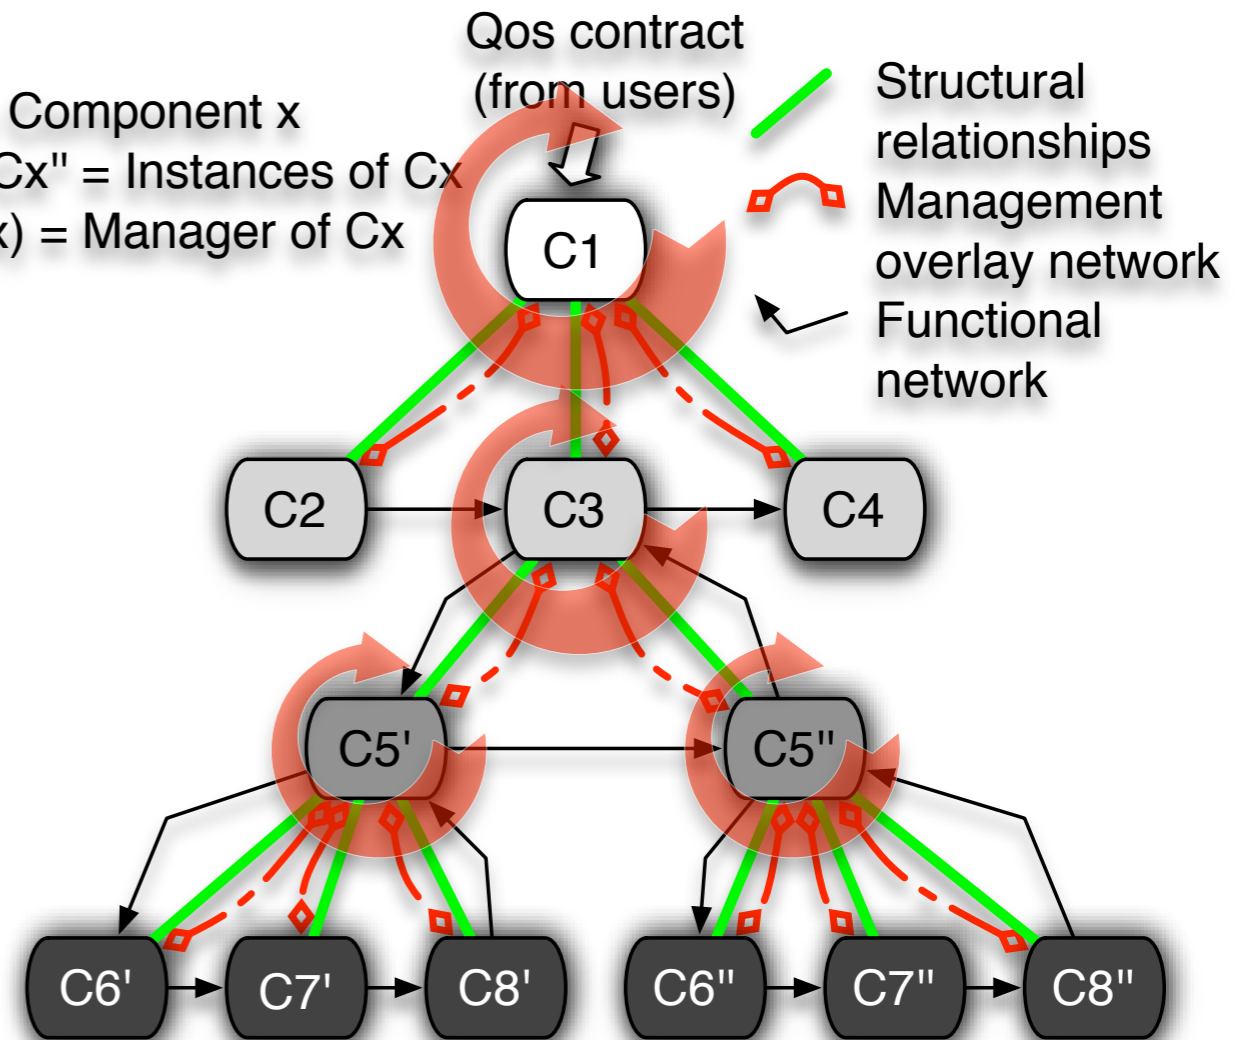 Qos contract
(from users)
Component x
Cx" = Instances of Cx
x) = Manager of Cx
Structural
relationships
Management
overlay network
Functional
network
C1
C2
C3
C4
C5'
C5"
C6'
C7'
C8'
C6"
C7"
C8"